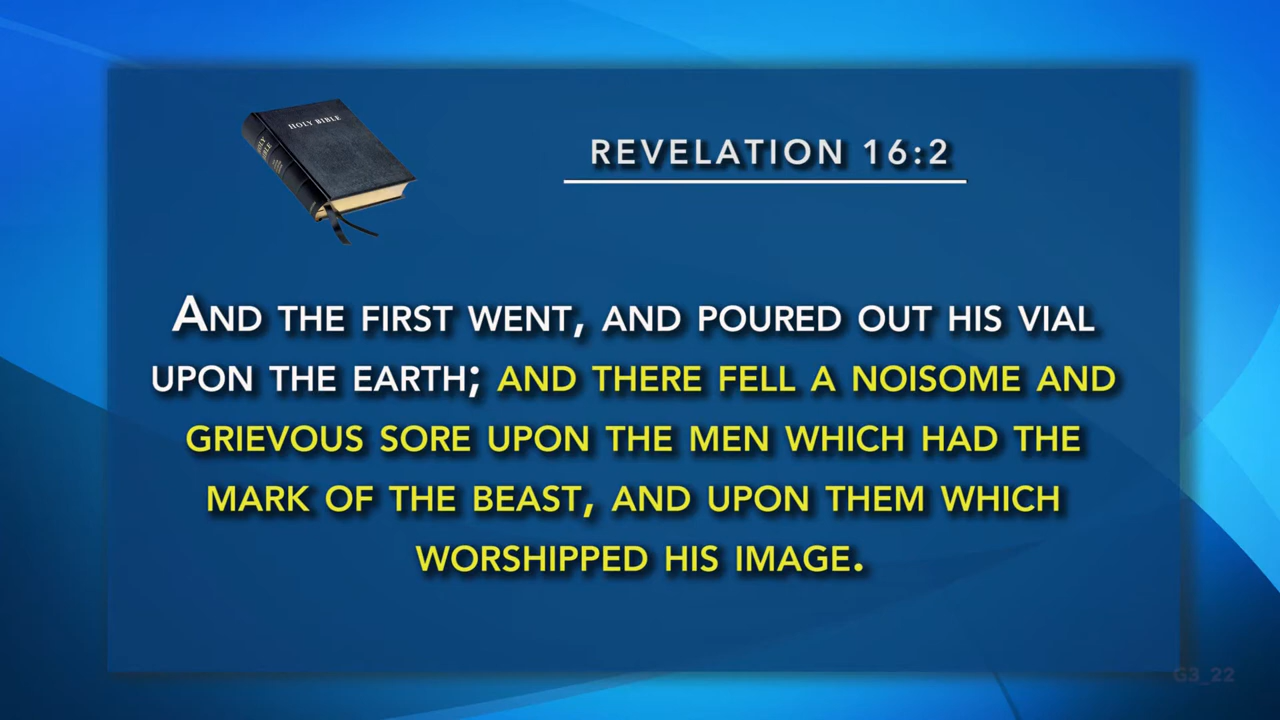 HOLY BIBLE
HOLY BIBLE
REVELATION 16:2
AND THE FIRST WENT, AND POURED OUT HIS VIAL
UPON THE EARTH; AND THERE FELL A NOISOME AND
GRIEVOUS SORE UPON THE MEN WHICH HAD THE
MARK OF THE BEAST, AND UPON THEM WHICH
WORSHIPPED HIS IMAGE.
G3_22